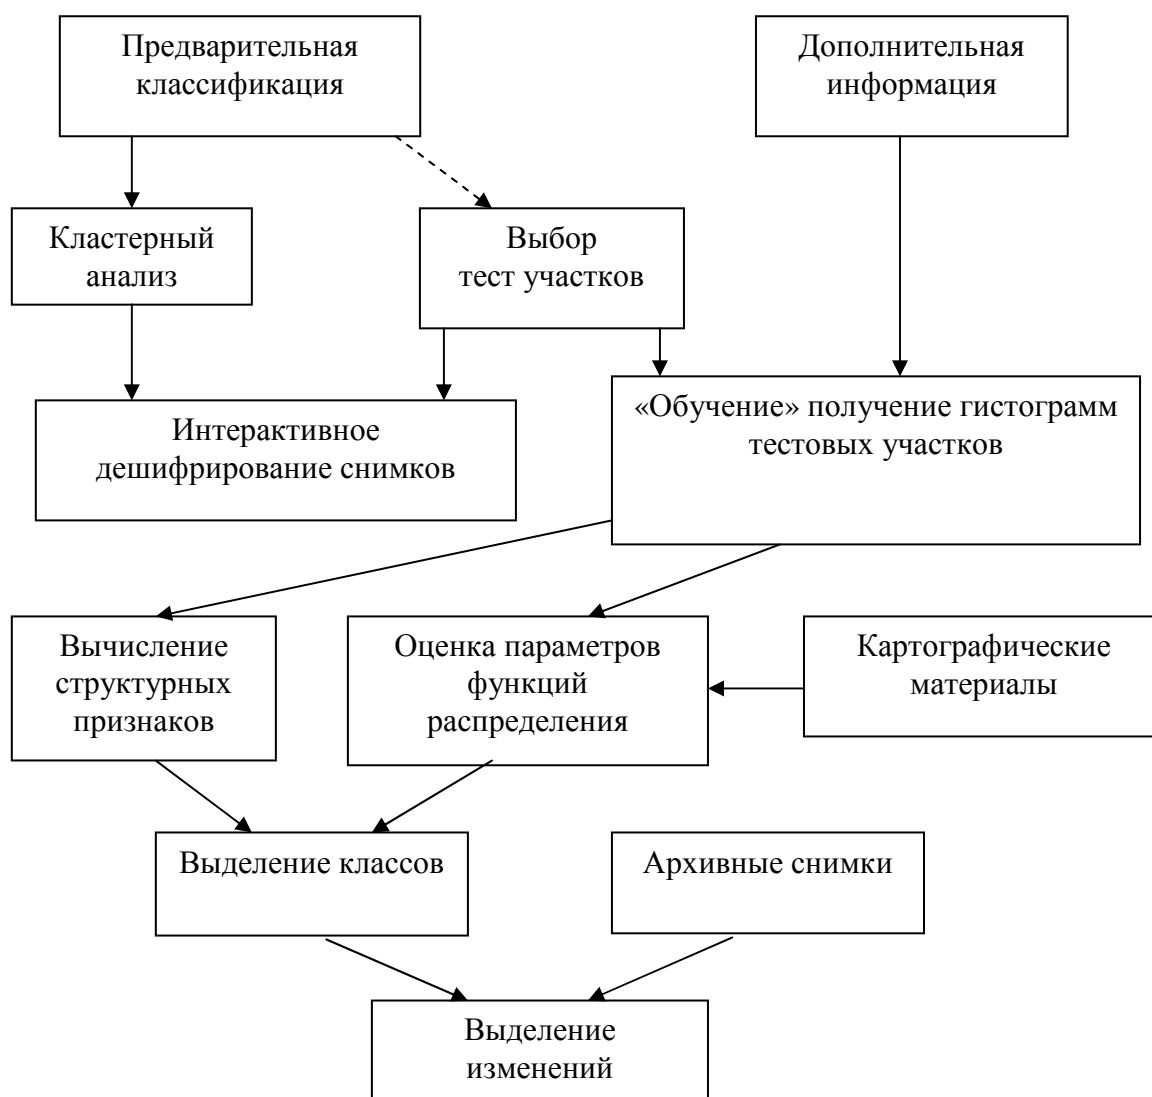 Предварительная
классификация
Дополнительная
информация
Кластерный
анализ
Выбор
тест участков
Интерактивное
дешифрирование снимков
«Обучение» получение гистограмм
тестовых участков
Вычисление
структурных
признаков
Оценка параметров
функций
распределения
Картографические
материалы
Выделение классов
Архивные снимки
Выделение
изменений